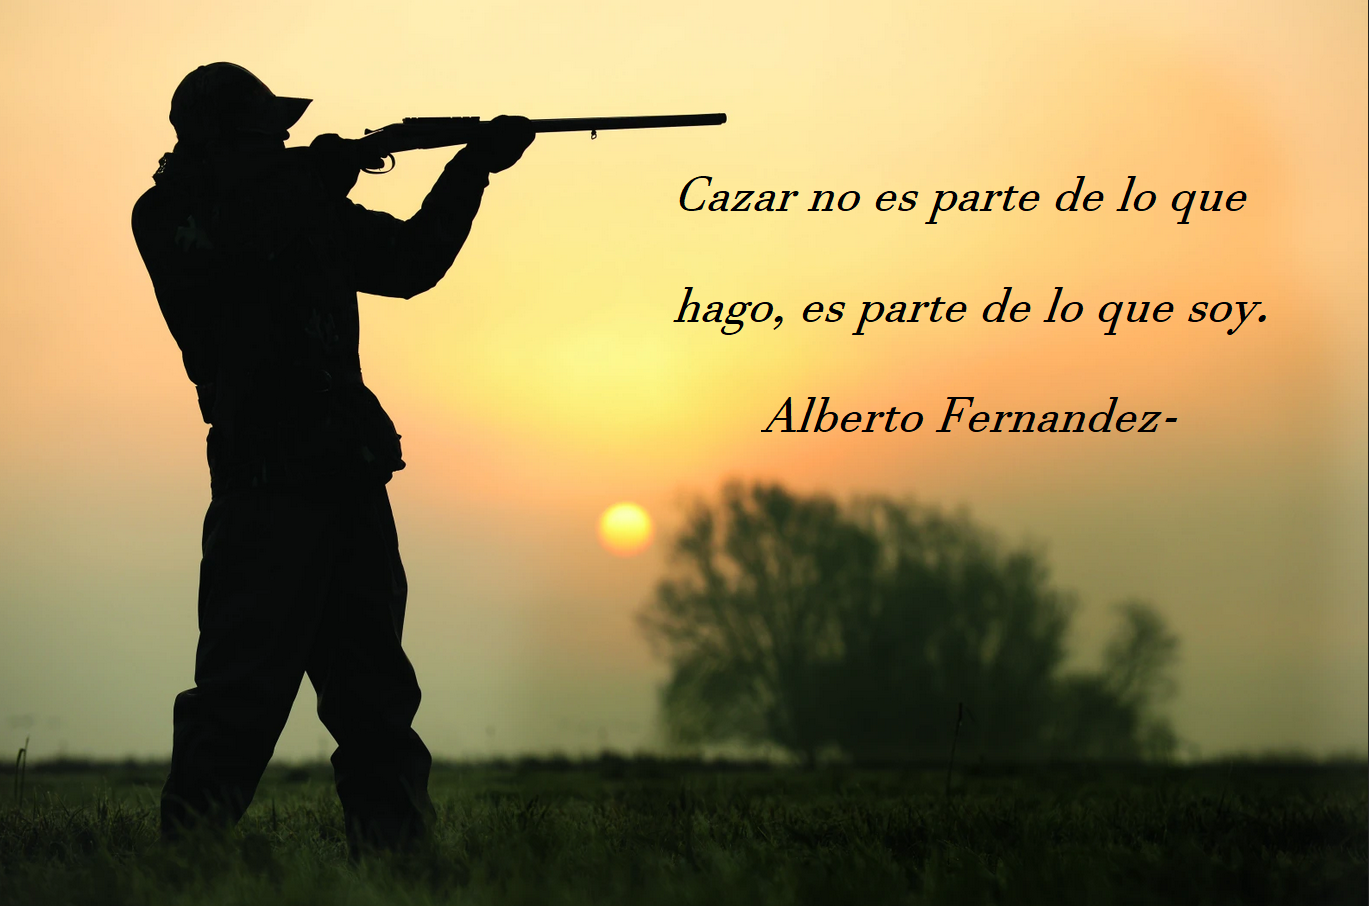 Cazar no es parte de lo que
hago, es parte de lo que soy.
Alberto Fernandez-